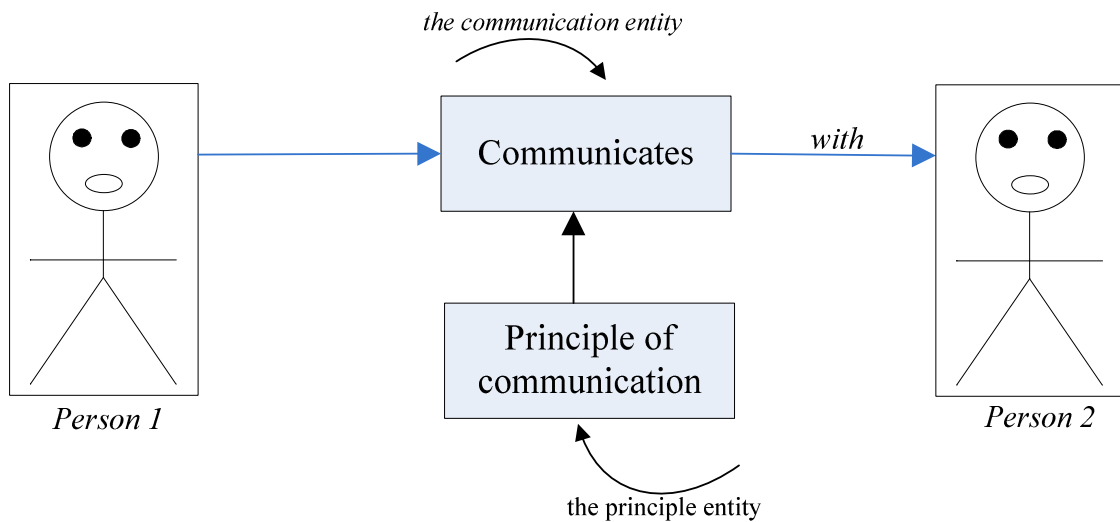 the communication entity
Communicates
with
Principle of
communication
Person 1
Person 2
the principle entity